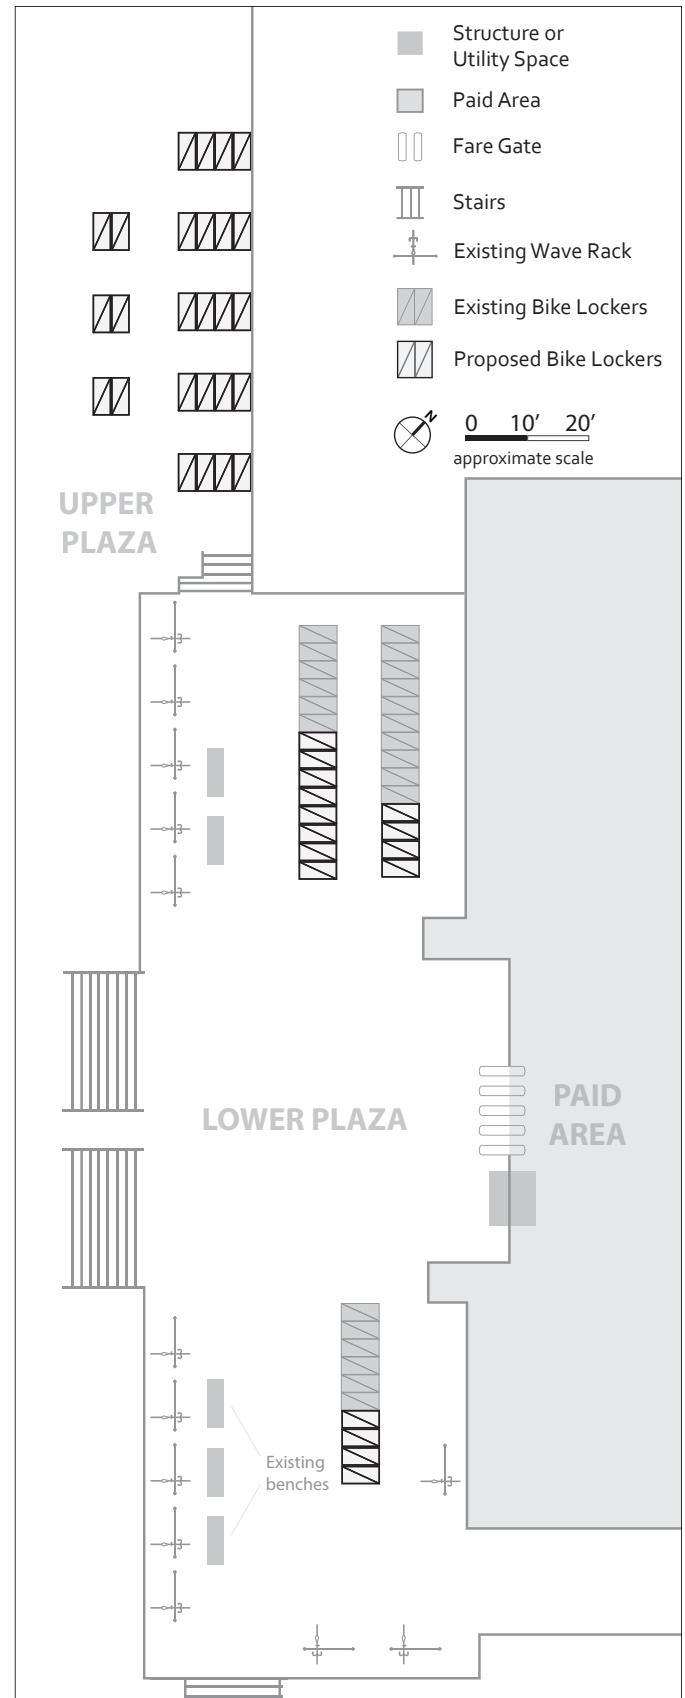 Structure or
Utility Space
Paid Area
Fare Gate
Stairs
Existing Wave Rack
Existing Bike Lockers
Proposed Bike Lockers
N
0 10’ 20’
approximate scale
UPPER
PLAZA
LOWER PLAZA
PAID
AREA
Existing
benches